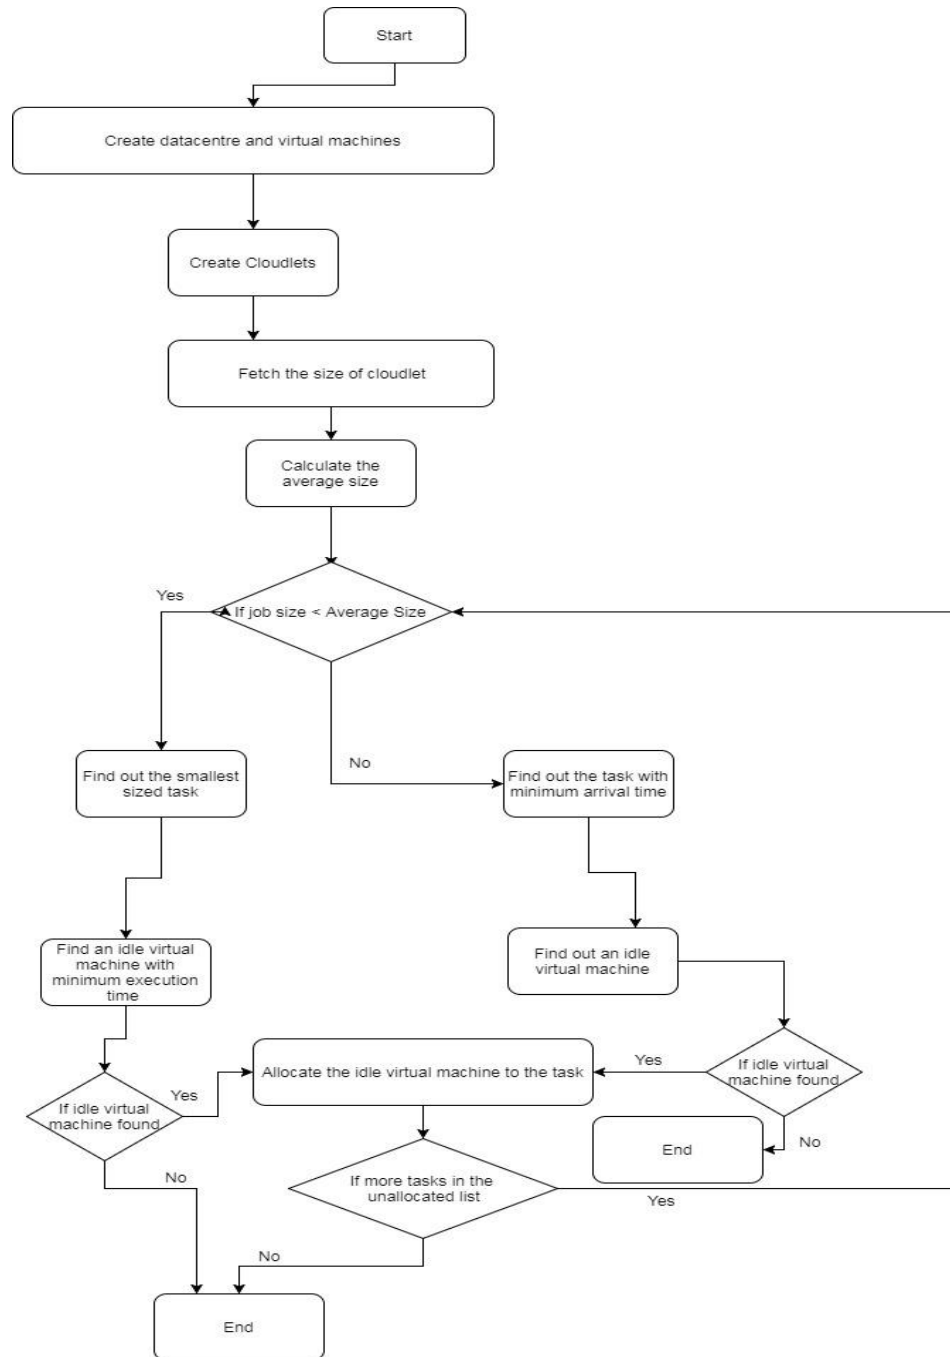 Start
Create datacentre and virtual machines
Create Cloudlets
Fetch the size of cloudlet
Calculate the
average size
Yes
If job size < Average Size
No
Find out the smallest
sized task
Find out the task with
minimum arrival time
Find an idle virtual
machine with
minimum execution
time
Find out an idle
virtual machine
If idle virtual
machine found
Yes
Allocate the idle virtual machine to the task
Yes
If idle virtual
machine found
No
End
No
If more tasks in the
unallocated list
Yes
No
End